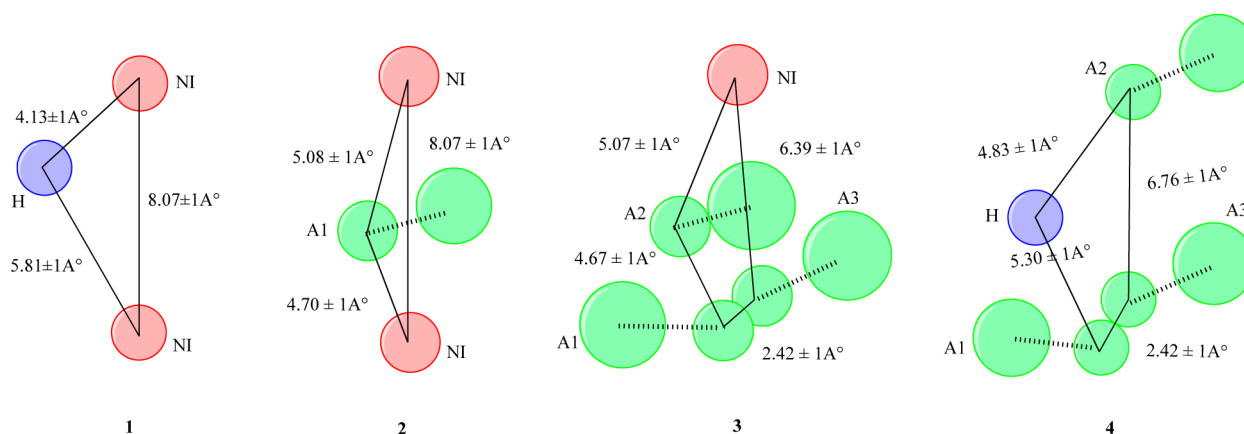 NI
4.13±1A°
H
8.07±1A°
5.81±1A°
NI
1
NI
5.08 ± 1A°
8.07 ± 1A°
A1
4.70 ± 1A°
NI
2
NI
5.07 ± 1A°
6.39 ± 1A°
A2
A3
4.67 ± 1A°
A1
2.42 ± 1A°
3
A2
4.83 ± 1A°
6.76 ± 1A°
H
A3
5.30 ± 1A°
A1
2.42 ± 1A°
4